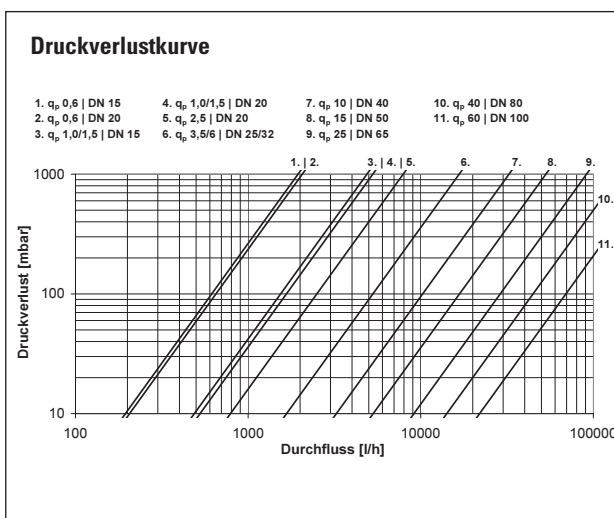 Druckverlustkurve
1. qp 0,6 | DN 15
2. qp 0,6 | DN 20
3. qp 1,0/1,5 | DN 15
4. qp 1,0/1,5 | DN 20
5. qp 2,5 | DN 20
6. qp 3,5/6 | DN 25/32
7. qp 10 | DN 40
8. qp 15 | DN 50
9. qp 25 | DN 65
10. qp 40 | DN 80
11. qp 60 | DN 100
1. | 2.
3. | 4. | 5.
6.
7.
8.
9.
10.
11.
1000
100
10
Druckverlust [mbar]
100
1000
10000
100000
Durchfluss [l/h]